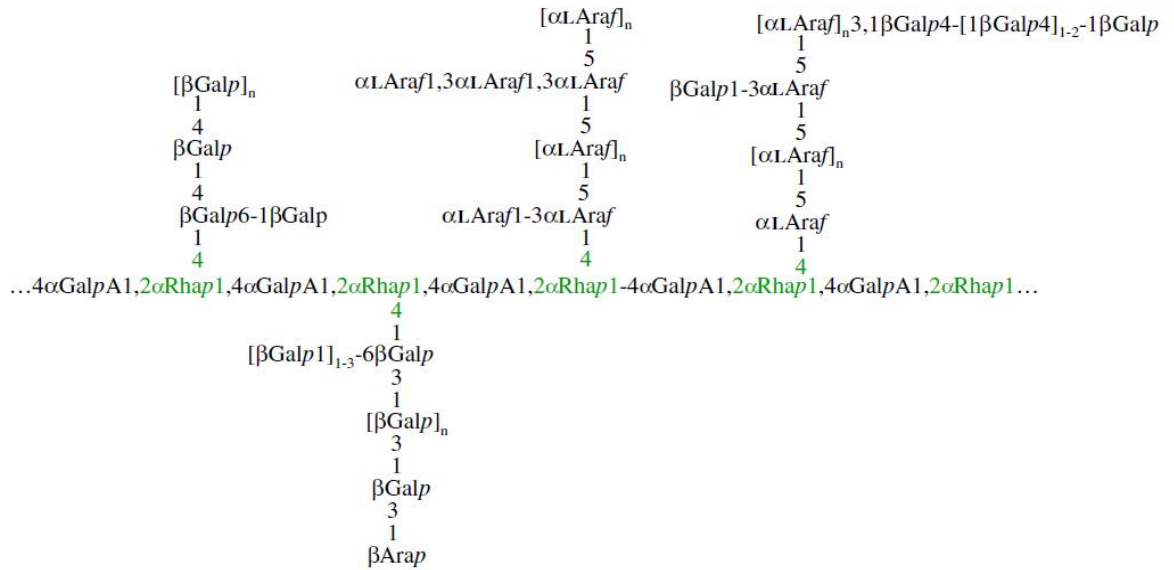 [αLAraf]ₙ [αLAraf]ₙ3,1βGalp4-[1βGalp4]₁₋₂-1βGalp
1 1
5 5
[βGalp]ₙ αLAraf1,3αLAraf1,3αLAraf βGalp1-3αLAraf
1 1 1
4 5 5
βGalp [αLAraf]ₙ [αLAraf]ₙ
1 1 1
4 5 5
βGalp6-1βGalp αLAraf1-3αLAraf αLAraf
1 1 1
4 4 4
...4αGalpA1,2αRhap1,4αGalpA1,2αRhap1,4αGalpA1,2αRhap1-4αGalpA1,2αRhap1,4αGalpA1,2αRhap1...
4
1
[βGalp1]₁₋₃-6βGalp
3
1
[βGalp]ₙ
3
1
βGalp
3
1
βArap